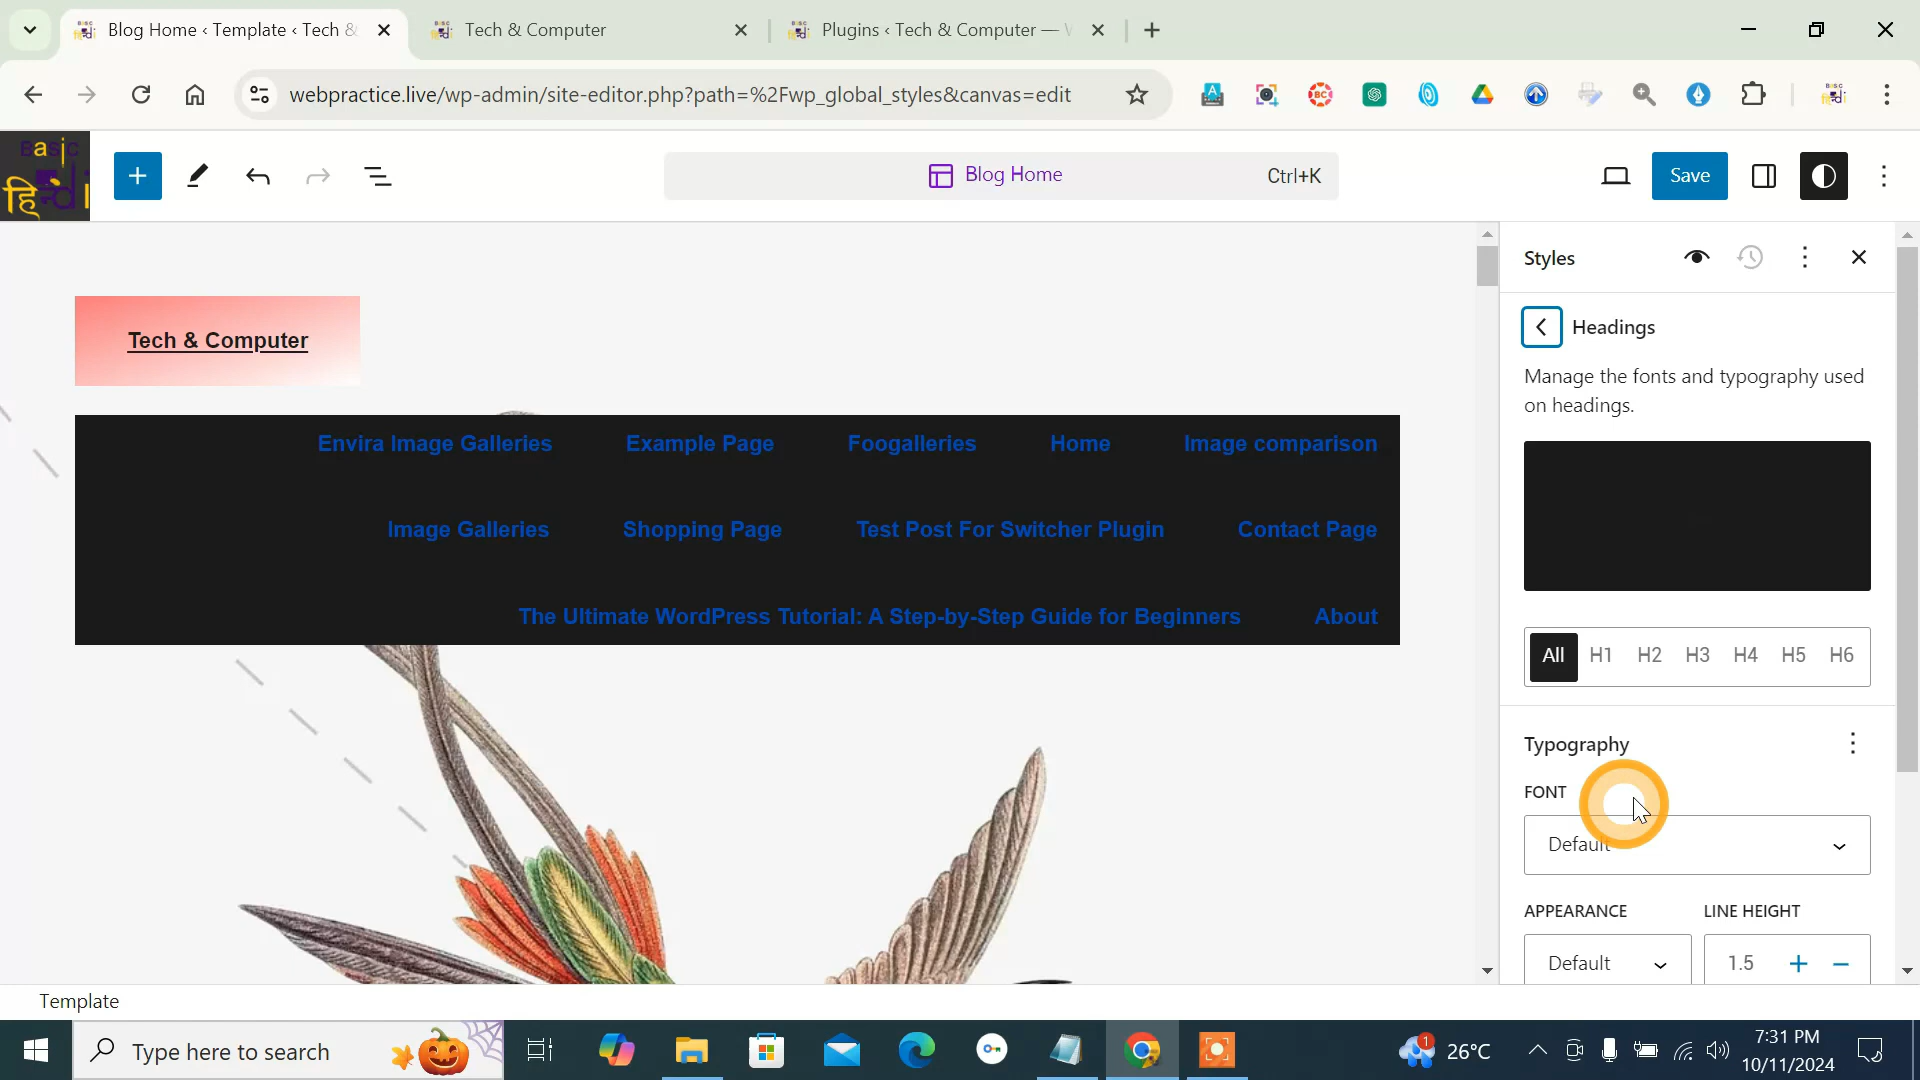 Blog Home ‹ Template ‹ Tech &
Tech & Computer
Plugins ‹ Tech & Computer —
webpractice.live/wp-admin/site-editor.php?path=%2Fwp_global_styles&canvas=edit
Basic
हिन्दी
Blog Home
Ctrl+K
Save
Tech & Computer
Envira Image Galleries
Example Page
Foogalleries
Home
Image comparison
Image Galleries
Shopping Page
Test Post For Switcher Plugin
Contact Page
The Ultimate WordPress Tutorial: A Step-by-Step Guide for Beginners
About
Styles
Headings
Manage the fonts and typography used
on headings.
All H1 H2 H3 H4 H5 H6
Typography
FONT
Default
APPEARANCE
LINE HEIGHT
Default
1.5
Template
Type here to search
1
26°C
7:31 PM
10/11/2024